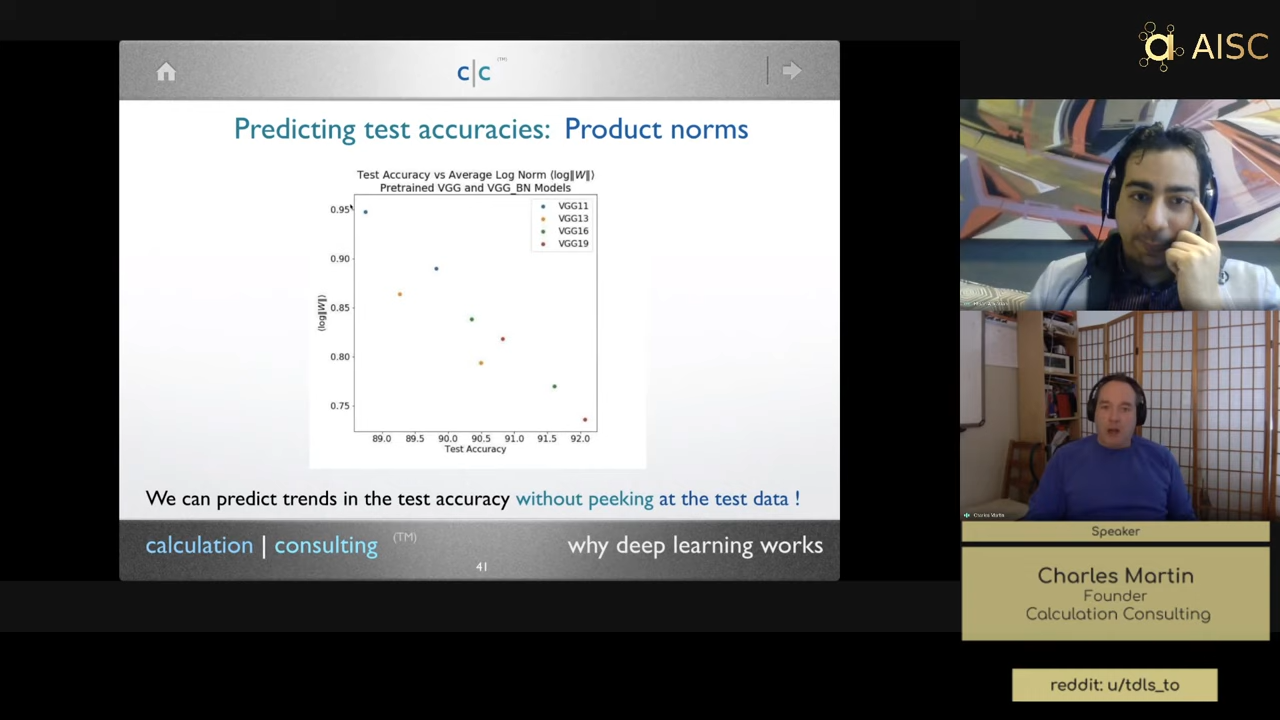 AISC
c|c (TM)
Predicting test accuracies: Product norms
Test Accuracy vs Average Log Norm ⟨log‖W‖⟩
Pretrained VGG and VGG_BN Models
VGG11
VGG13
VGG16
VGG19
0.95
0.90
0.85
0.80
0.75
⟨log‖W‖⟩
89.0 89.5 90.0 90.5 91.0 91.5 92.0
Test Accuracy
We can predict trends in the test accuracy without peeking at the test data !
calculation | consulting (TM)
why deep learning works
41
Charles Martin
Speaker
Charles Martin
Founder
Calculation Consulting
reddit: u/tdls_to